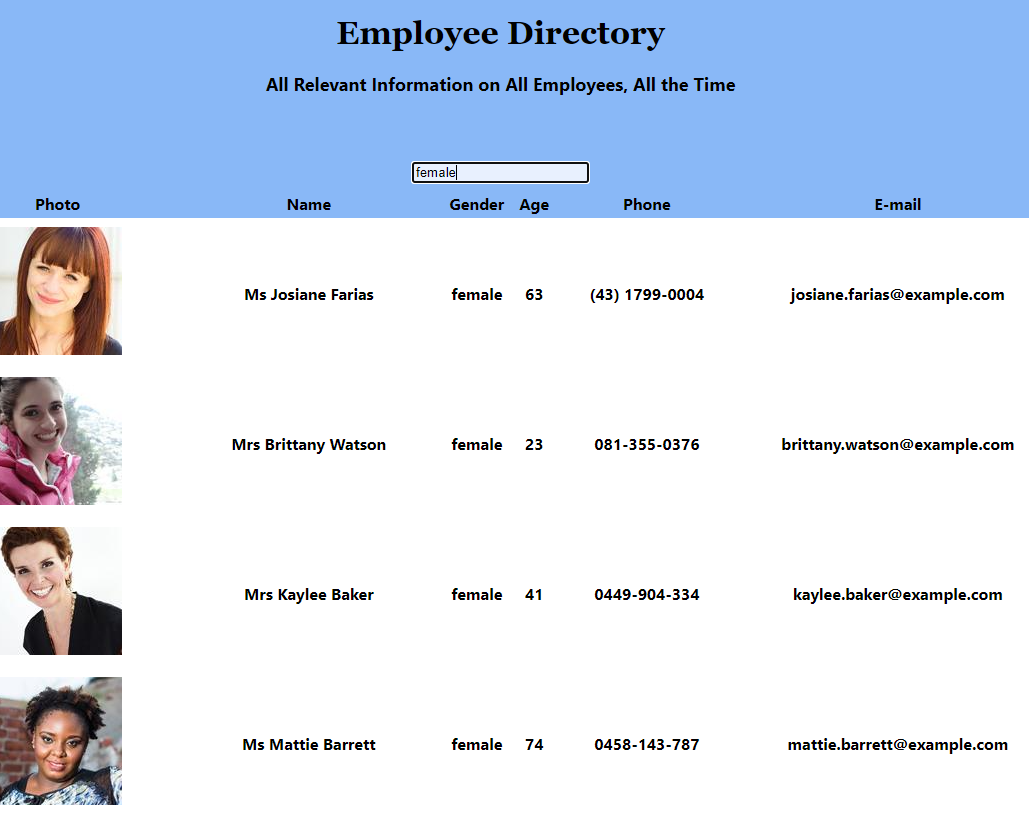 Employee Directory
All Relevant Information on All Employees, All the Time
female
Photo Name Gender Age Phone E-mail
Ms Josiane Farias female 63 (43) 1799-0004 josiane.farias@example.com
Mrs Brittany Watson female 23 081-355-0376 brittany.watson@example.com
Mrs Kaylee Baker female 41 0449-904-334 kaylee.baker@example.com
Ms Mattie Barrett female 74 0458-143-787 mattie.barrett@example.com